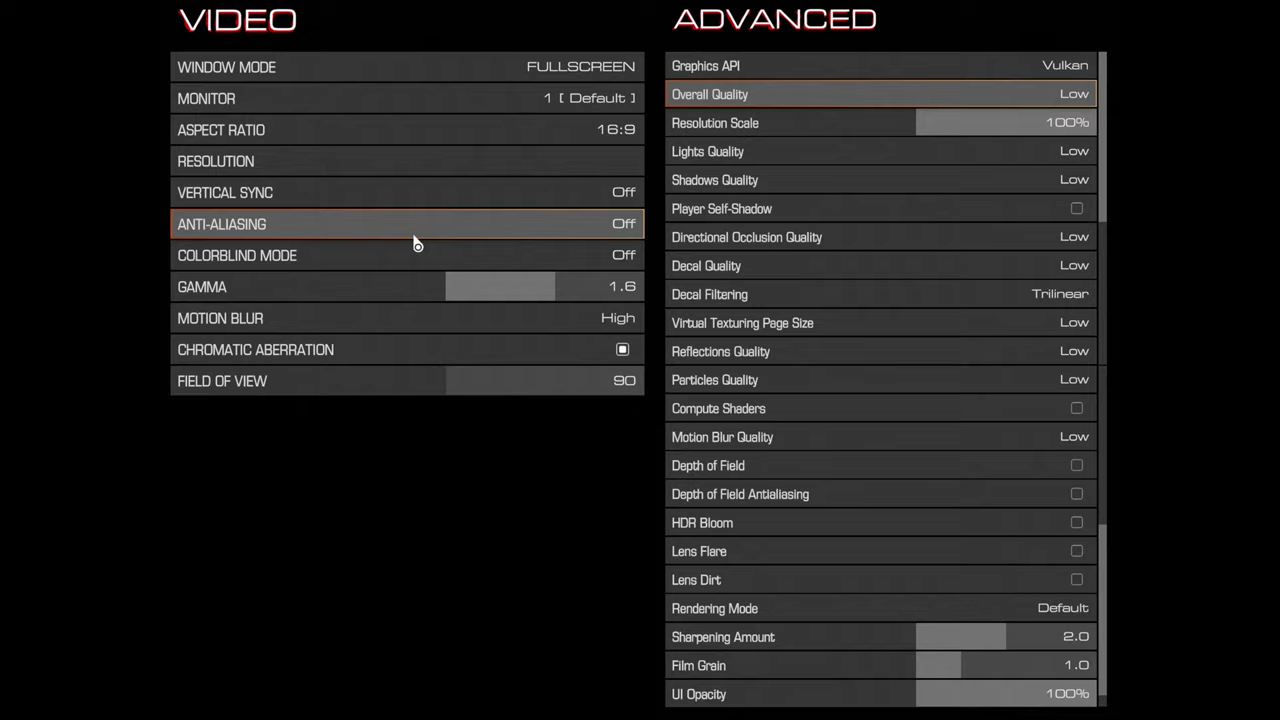 VIDEO
WINDOW MODE FULLSCREEN
MONITOR 1 [ Default ]
ASPECT RATIO 16:9
RESOLUTION
VERTICAL SYNC Off
ANTI-ALIASING Off
COLORBLIND MODE Off
GAMMA 1.6
MOTION BLUR High
CHROMATIC ABERRATION
FIELD OF VIEW 90
ADVANCED
Graphics API Vulkan
Overall Quality Low
Resolution Scale 100%
Lights Quality Low
Shadows Quality Low
Player Self-Shadow
Directional Occlusion Quality Low
Decal Quality Low
Decal Filtering Trilinear
Virtual Texturing Page Size Low
Reflections Quality Low
Particles Quality Low
Compute Shaders
Motion Blur Quality Low
Depth of Field
Depth of Field Antialiasing
HDR Bloom
Lens Flare
Lens Dirt
Rendering Mode Default
Sharpening Amount 2.0
Film Grain 1.0
UI Opacity 100%